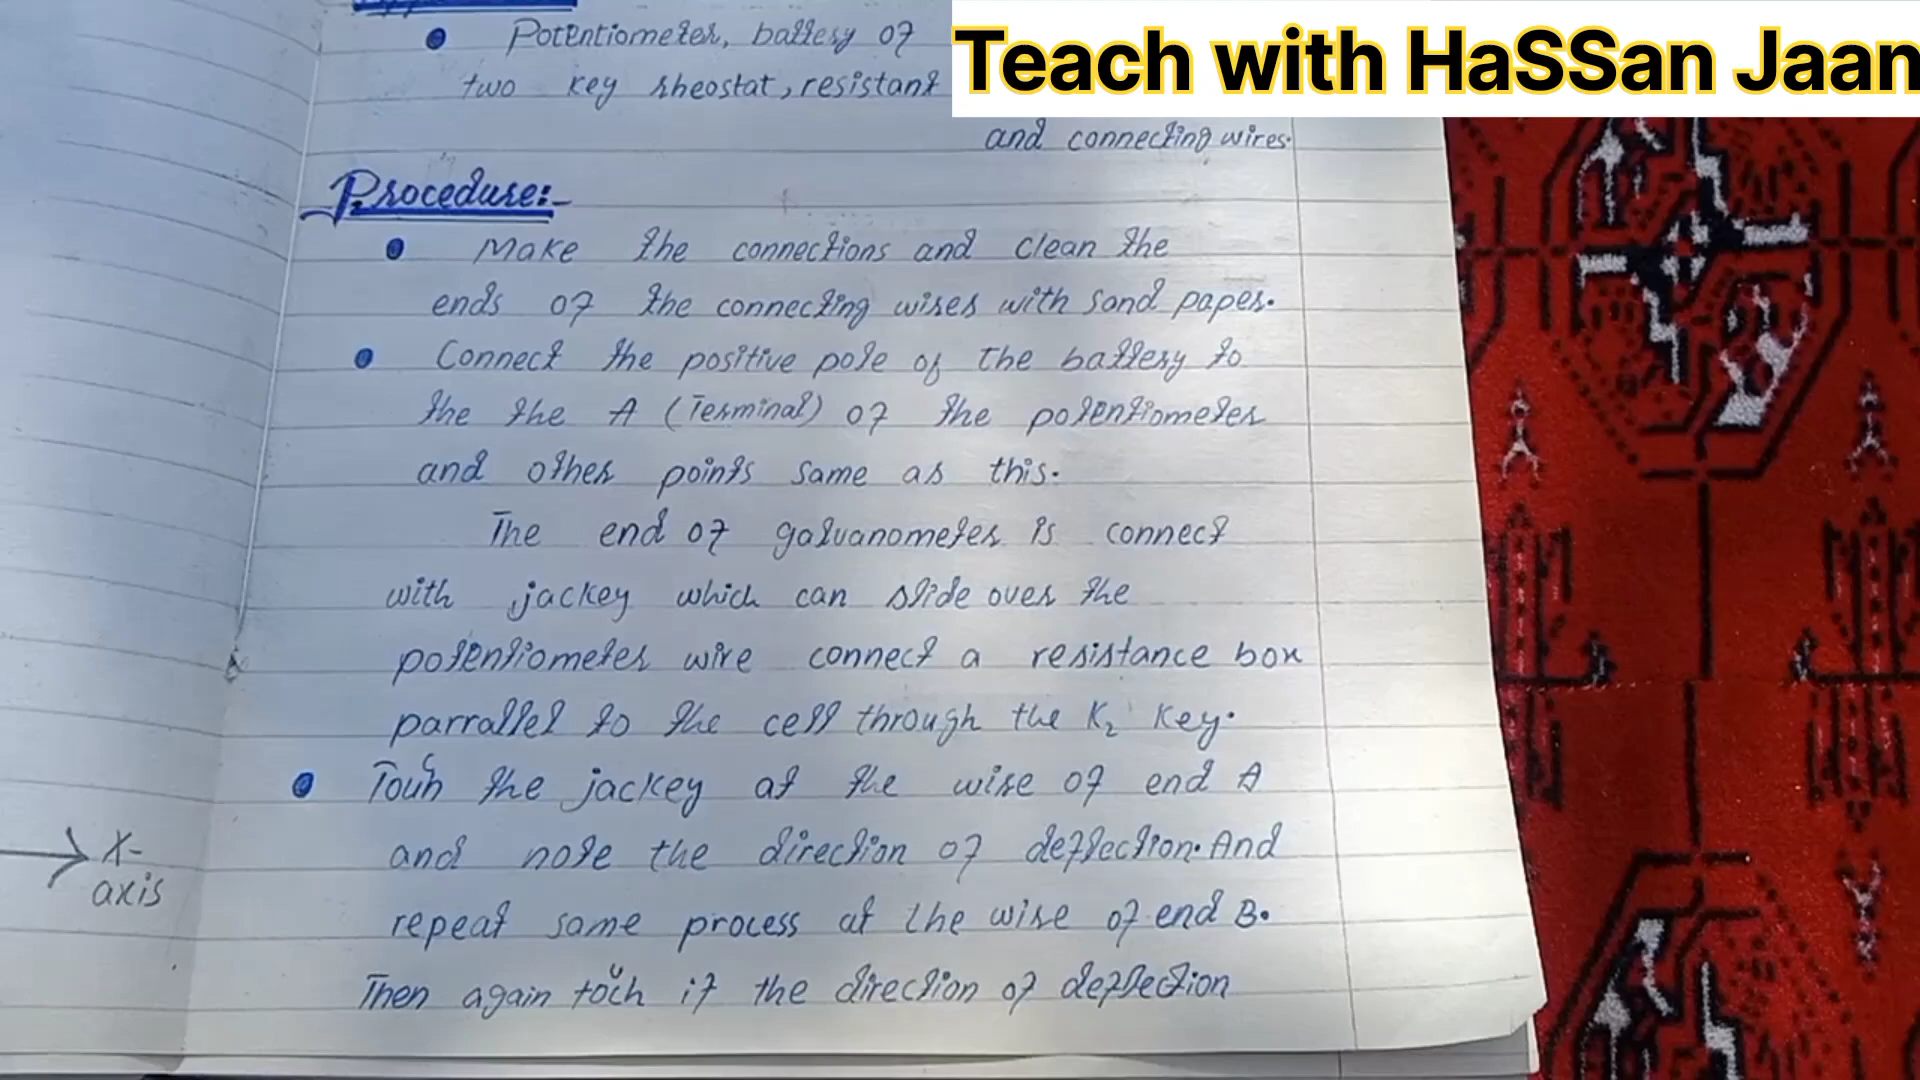 Teach with HaSSan Jaan
• Potentiometer, battery of
two key rheostat, resistant
and connecting wires.
Procedure:-
• Make the connections and clean the
ends of the connecting wires with sand paper.
• Connect the positive pole of the battery to
the the A (Terminal) of the potentiometer
and other points same as this.
The end of galvanometer is connect
with jackey which can slide over the
potentiometer wire connect a resistance box
parrallel to the cell through the K₂ key.
• Touch the jackey at the wire of end A
and note the direction of deflection. And
repeat same process at the wire of end B.
Then again touch if the direction of deflection
X-
axis